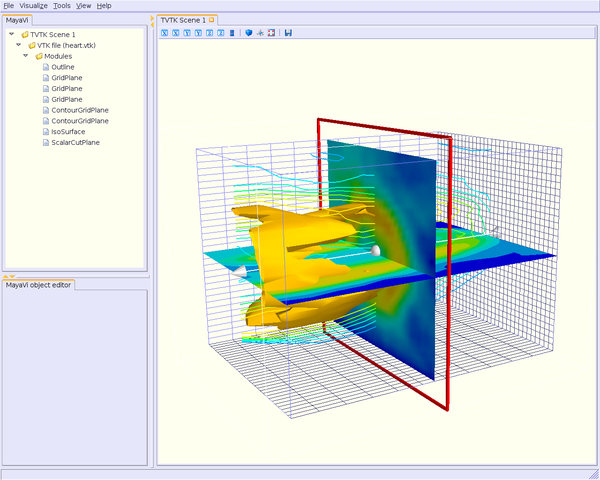 File Visualize Tools View Help
MayaVi
TVTK Scene 1
TVTK Scene 1
VTK file (heart.vtk)
Modules
Outline
GridPlane
GridPlane
GridPlane
ContourGridPlane
ContourGridPlane
IsoSurface
ScalarCutPlane
MayaVi object editor